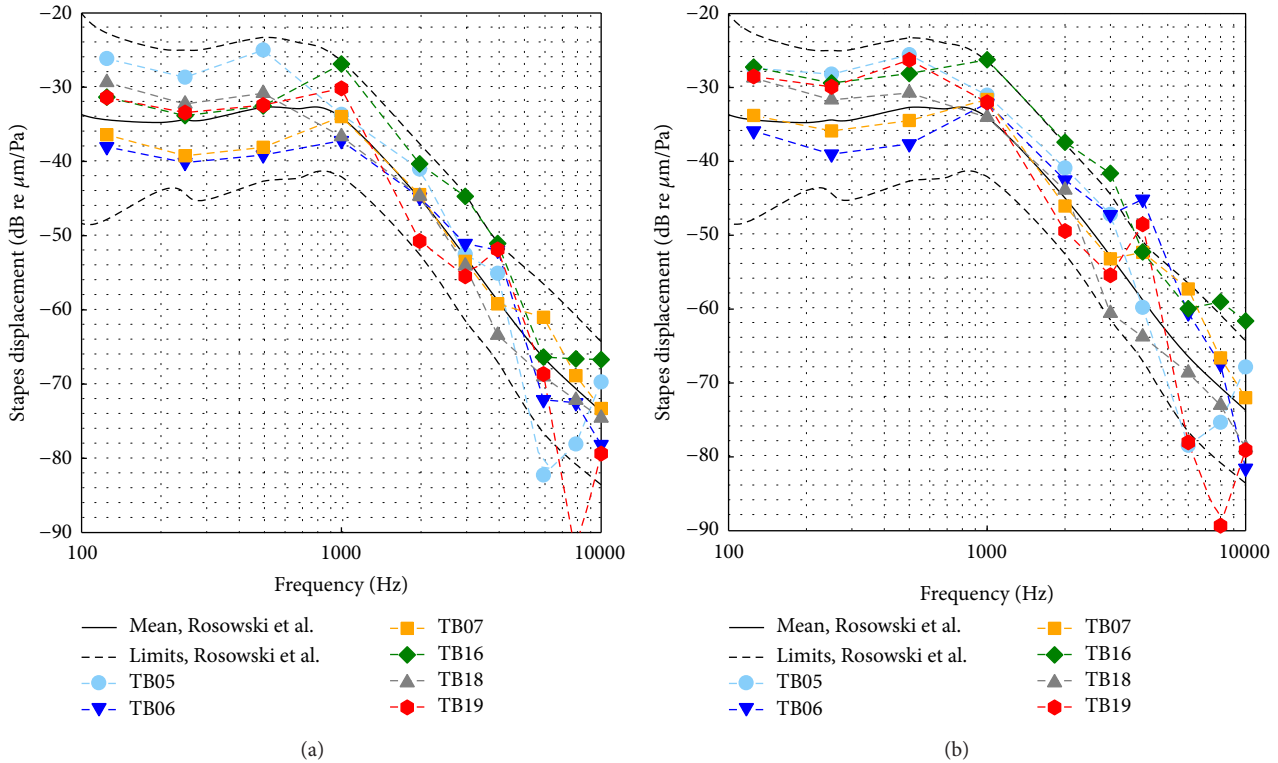 −20
−30
−40
−50
−60
−70
−80
−90
100
1000
10000
Stapes displacement (dB re μm/Pa)
Frequency (Hz)
Mean, Rosowski et al.
Limits, Rosowski et al.
TB05
TB06
TB07
TB16
TB18
TB19
(a)
−20
−30
−40
−50
−60
−70
−80
−90
100
1000
10000
Stapes displacement (dB re μm/Pa)
Frequency (Hz)
Mean, Rosowski et al.
Limits, Rosowski et al.
TB05
TB06
TB07
TB16
TB18
TB19
(b)